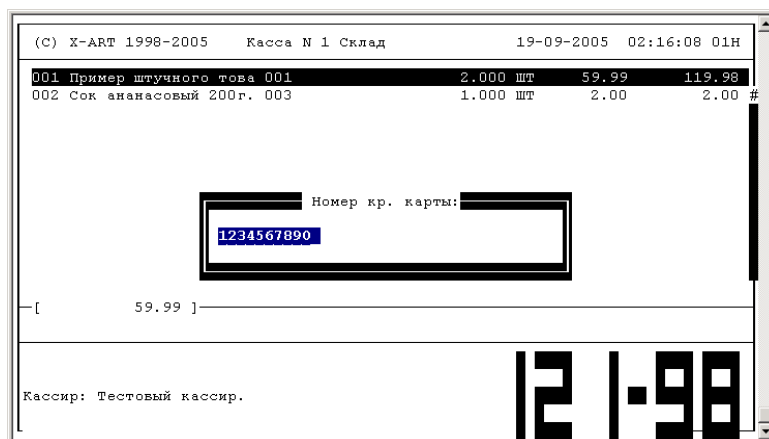 (C) X-ART 1998-2005 Касса N 1 Склад 19-09-2005 02:16:08 01Н
001 Пример штучного това 001 2.000 ШТ 59.99 119.98
002 Сок ананасовый 200г. 003 1.000 ШТ 2.00 2.00 #
Номер кр. карты:
1234567890
[ 59.99 ]
121.98
Кассир: Тестовый кассир.